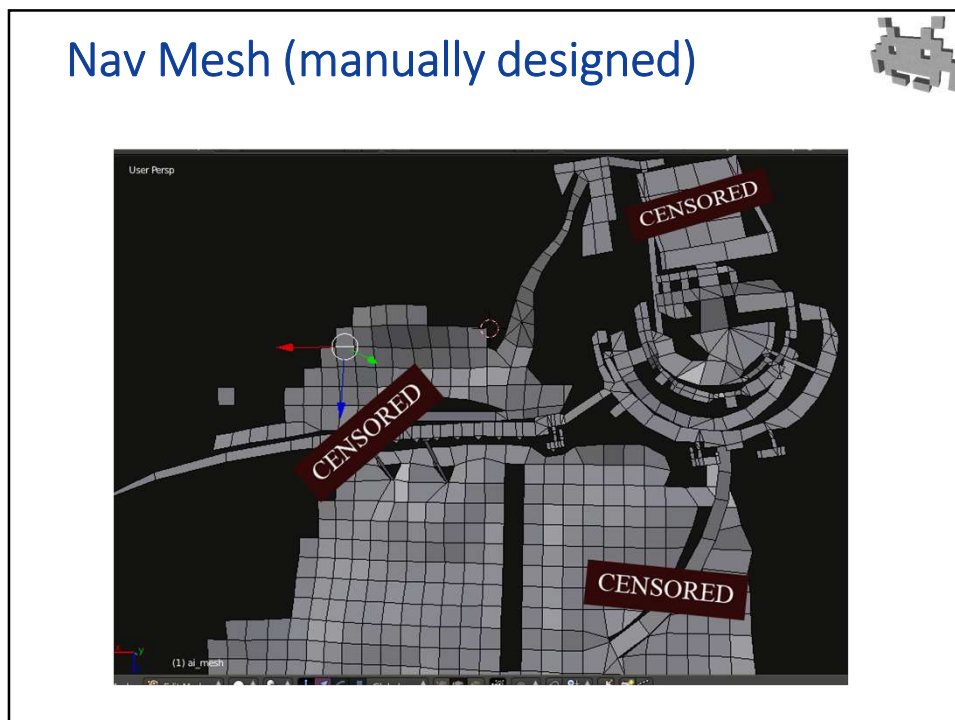 Nav Mesh (manually designed)
User Persp
CENSORED
CENSORED
CENSORED
x y
(1) ai_mesh